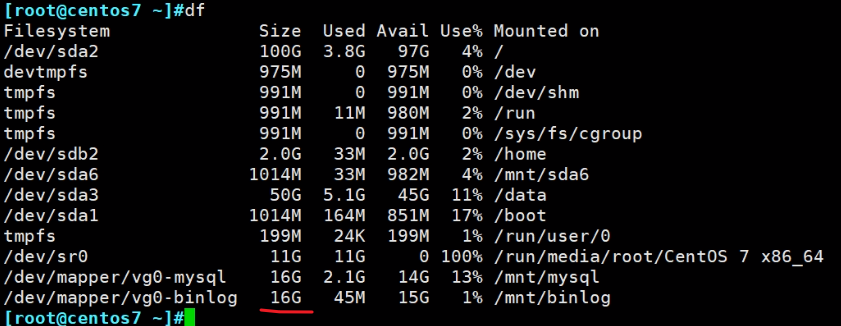 [root@centos7 ~]#df
Filesystem Size Used Avail Use% Mounted on
/dev/sda2 100G 3.8G 97G 4% /
devtmpfs 975M 0 975M 0% /dev
tmpfs 991M 0 991M 0% /dev/shm
tmpfs 991M 11M 980M 2% /run
tmpfs 991M 0 991M 0% /sys/fs/cgroup
/dev/sdb2 2.0G 33M 2.0G 2% /home
/dev/sda6 1014M 33M 982M 4% /mnt/sda6
/dev/sda3 50G 5.1G 45G 11% /data
/dev/sda1 1014M 164M 851M 17% /boot
tmpfs 199M 24K 199M 1% /run/user/0
/dev/sr0 11G 11G 0 100% /run/media/root/CentOS 7 x86_64
/dev/mapper/vg0-mysql 16G 2.1G 14G 13% /mnt/mysql
/dev/mapper/vg0-binlog 16G 45M 15G 1% /mnt/binlog
[root@centos7 ~]#